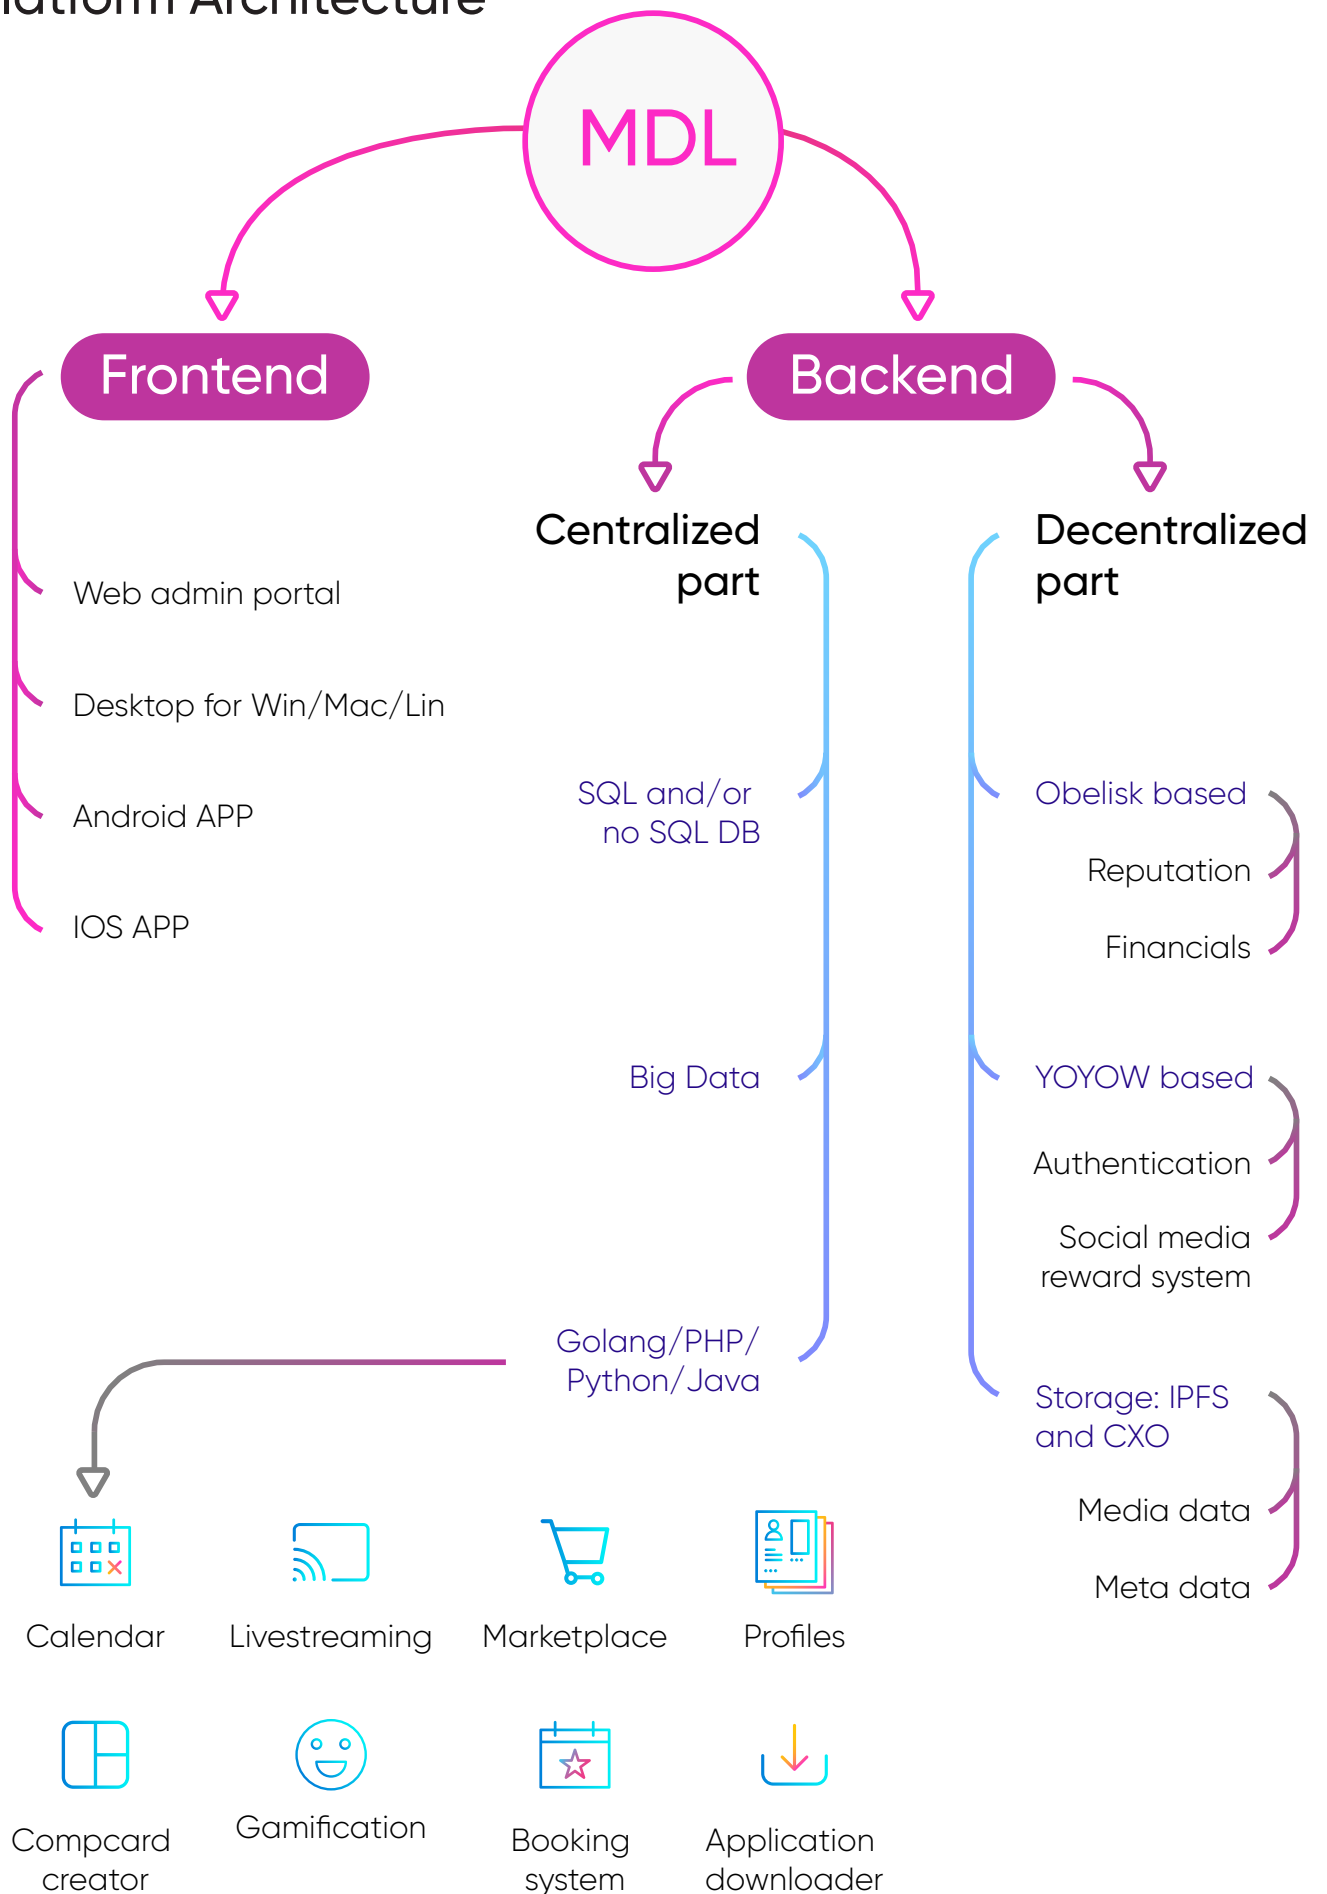 latform Architecture
MDL
Frontend
Backend
Centralized
part
Decentralized
part
Web admin portal
Desktop for Win/Mac/Lin
Android APP
IOS APP
SQL and/or
no SQL DB
Big Data
Golang/PHP/
Python/Java
Obelisk based
Reputation
Financials
YOYOW based
Authentication
Social media
reward system
Storage: IPFS
and CXO
Media data
Meta data
Calendar
Livestreaming
Marketplace
Profiles
Compcard
creator
Gamification
Booking
system
Application
downloader